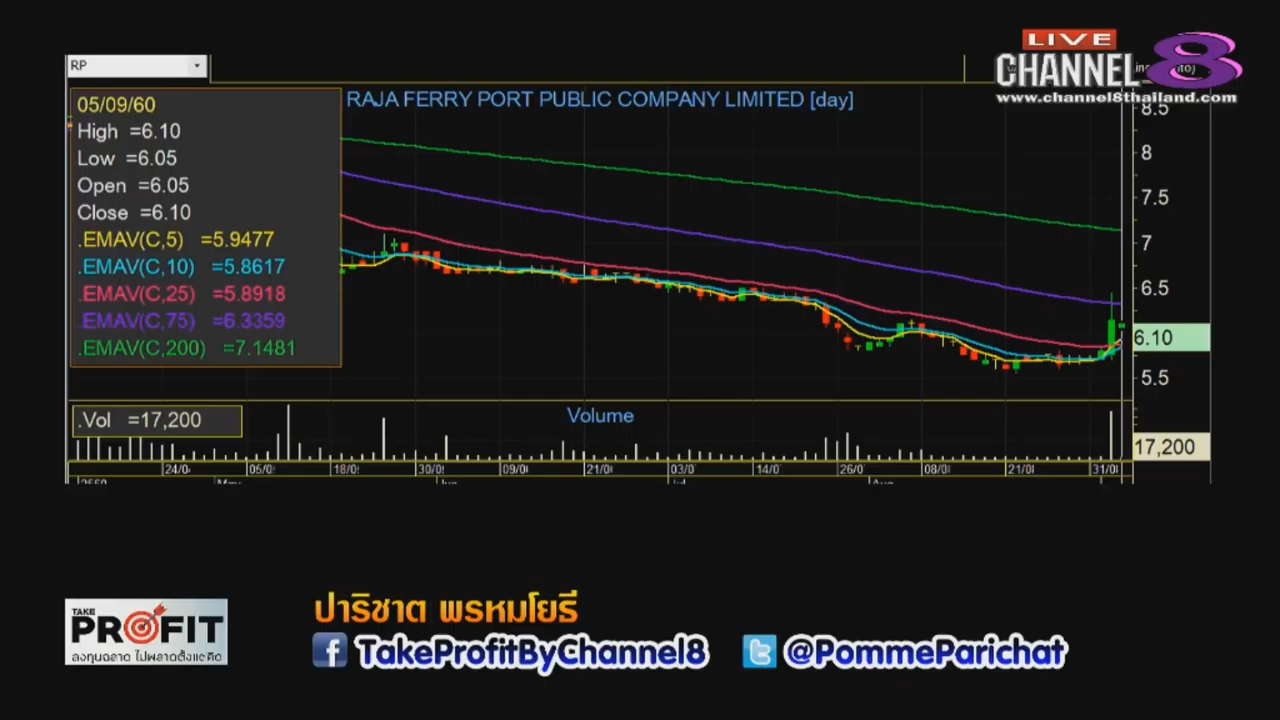 LIVE
CHANNEL 8
www.channel8thailand.com
RP
RAJA FERRY PORT PUBLIC COMPANY LIMITED [day]
05/09/60
High =6.10
Low =6.05
Open =6.05
Close =6.10
.EMAV(C,5) =5.9477
.EMAV(C,10) =5.8617
.EMAV(C,25) =5.8918
.EMAV(C,75) =6.3359
.EMAV(C,200) =7.1481
8.5
8
7.5
7
6.5
6.10
5.5
.Vol =17,200
Volume
17,200
24/0 05/0 18/0 30/0 09/0 21/0 03/0 14/0 26/0 08/0 21/0 31/0
TAKE
PROFIT
ลงทุนฉลาด ไม่พลาดตั้งแต่คิด
ปาริชาต พรหมโยธี
TakeProfitByChannel8 @PommeParichat